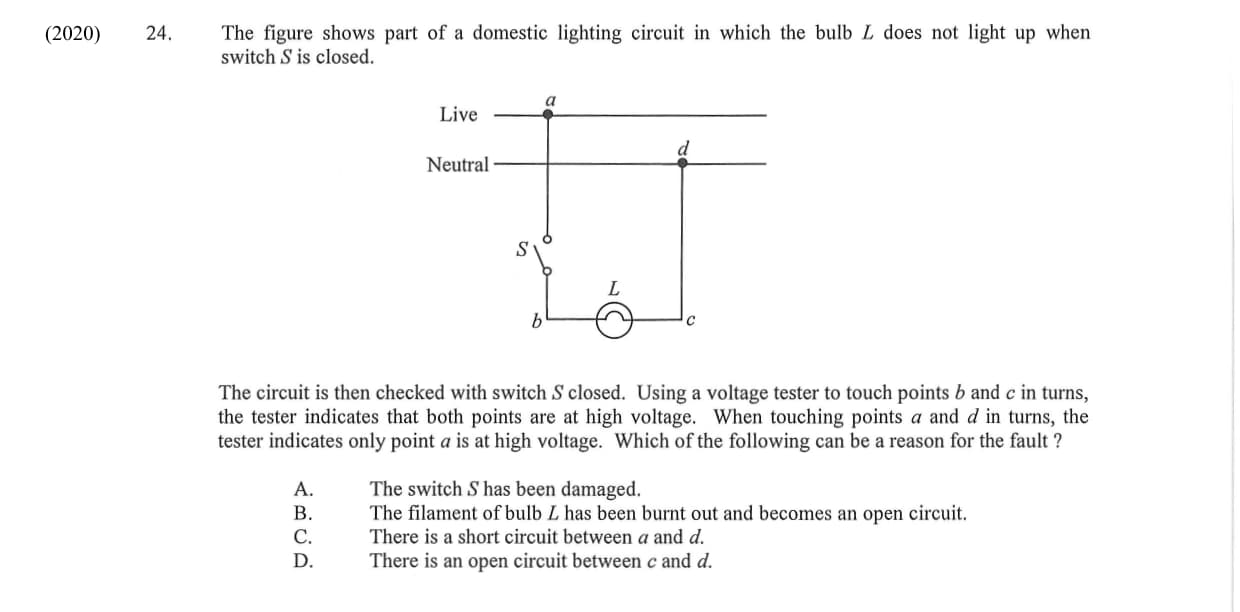 (2020) 24. The figure shows part of a domestic lighting circuit in which the bulb L does not light up when
switch S is closed.
a
Live
d
Neutral
S
L
b
c
The circuit is then checked with switch S closed. Using a voltage tester to touch points b and c in turns,
the tester indicates that both points are at high voltage. When touching points a and d in turns, the
tester indicates only point a is at high voltage. Which of the following can be a reason for the fault ?
A. The switch S has been damaged.
B. The filament of bulb L has been burnt out and becomes an open circuit.
C. There is a short circuit between a and d.
D. There is an open circuit between c and d.